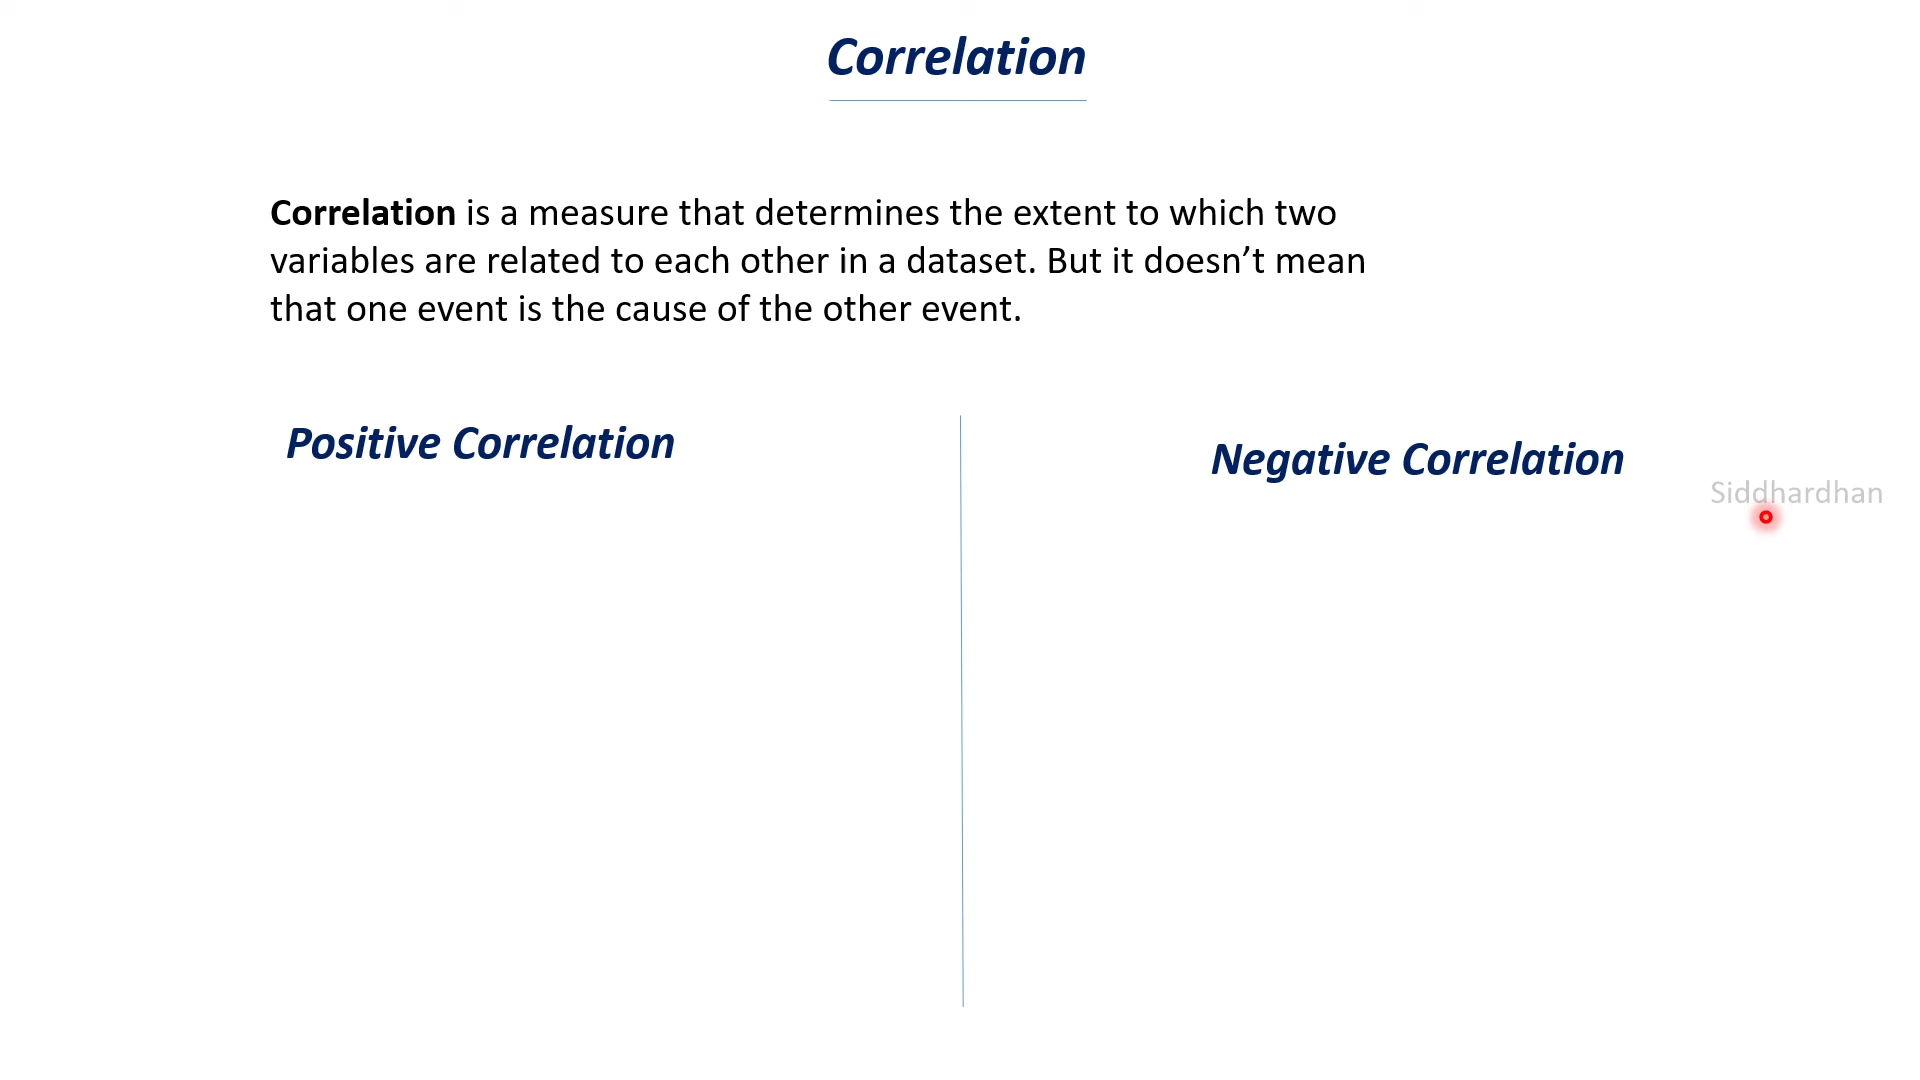 Correlation
Correlation is a measure that determines the extent to which two
variables are related to each other in a dataset. But it doesn’t mean
that one event is the cause of the other event.
Positive Correlation
Negative Correlation
Siddhardhan